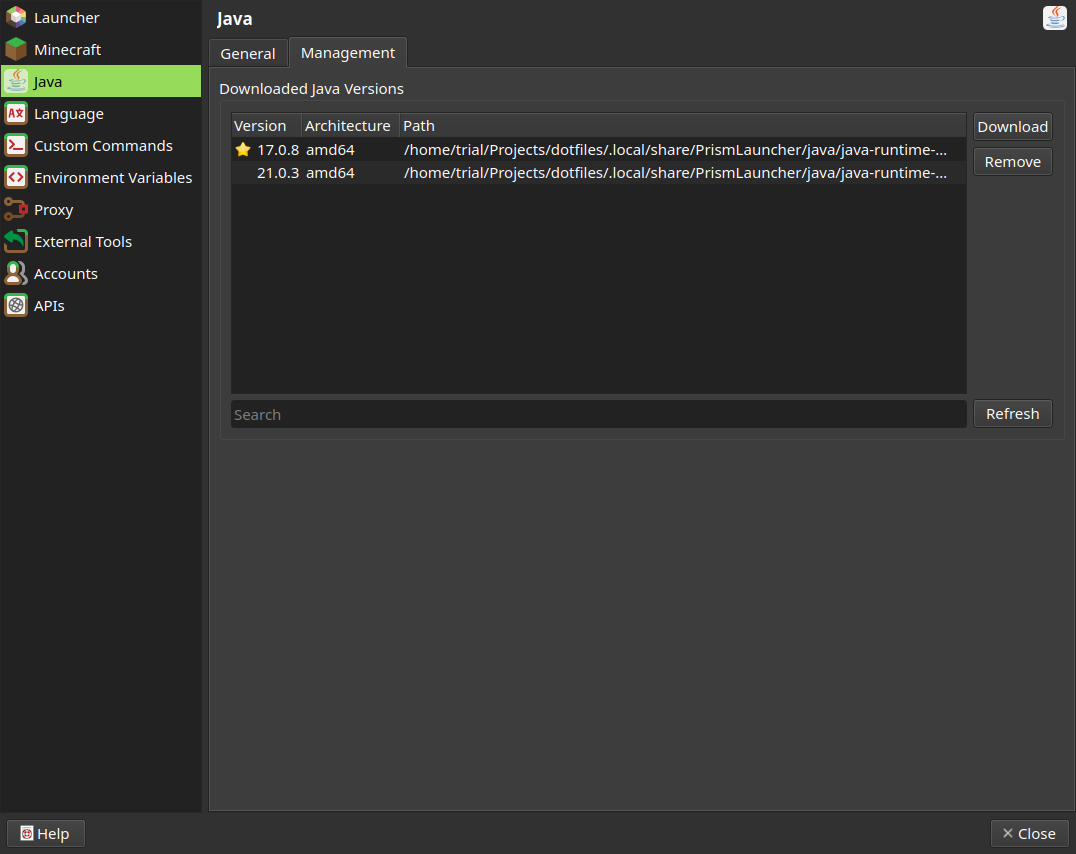 Launcher
Minecraft
Java
Language
Custom Commands
Environment Variables
Proxy
External Tools
Accounts
APIs
Java
General Management
Downloaded Java Versions
Version Architecture Path
17.0.8 amd64 /home/trial/Projects/dotfiles/.local/share/PrismLauncher/java/java-runtime-...
21.0.3 amd64 /home/trial/Projects/dotfiles/.local/share/PrismLauncher/java/java-runtime-...
Download
Remove
Search
Refresh
Help
Close